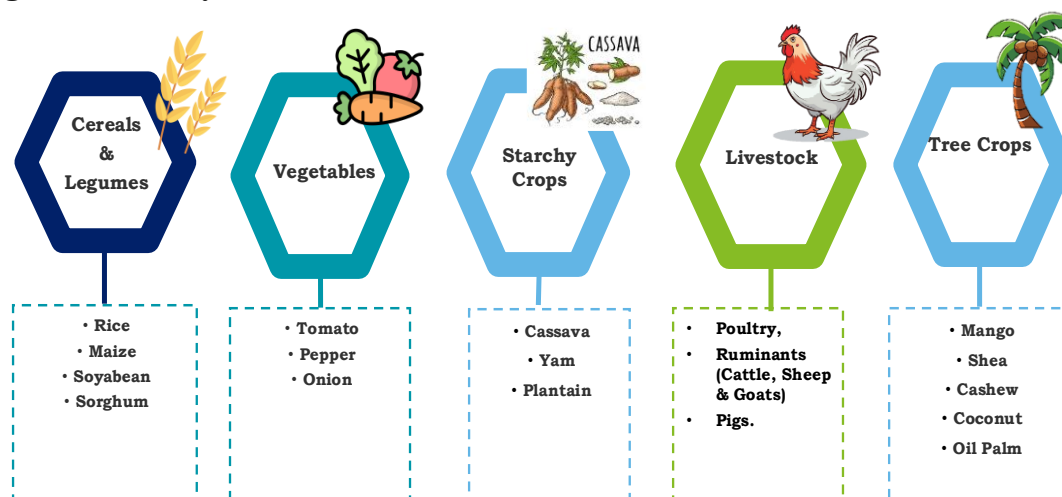 CASSAVA
Cereals
&
Legumes
Vegetables
Starchy
Crops
Livestock
Tree Crops
• Rice
• Maize
• Soyabean
• Sorghum
• Tomato
• Pepper
• Onion
• Cassava
• Yam
• Plantain
• Poultry,
• Ruminants
(Cattle, Sheep
& Goats)
• Pigs.
• Mango
• Shea
• Cashew
• Coconut
• Oil Palm